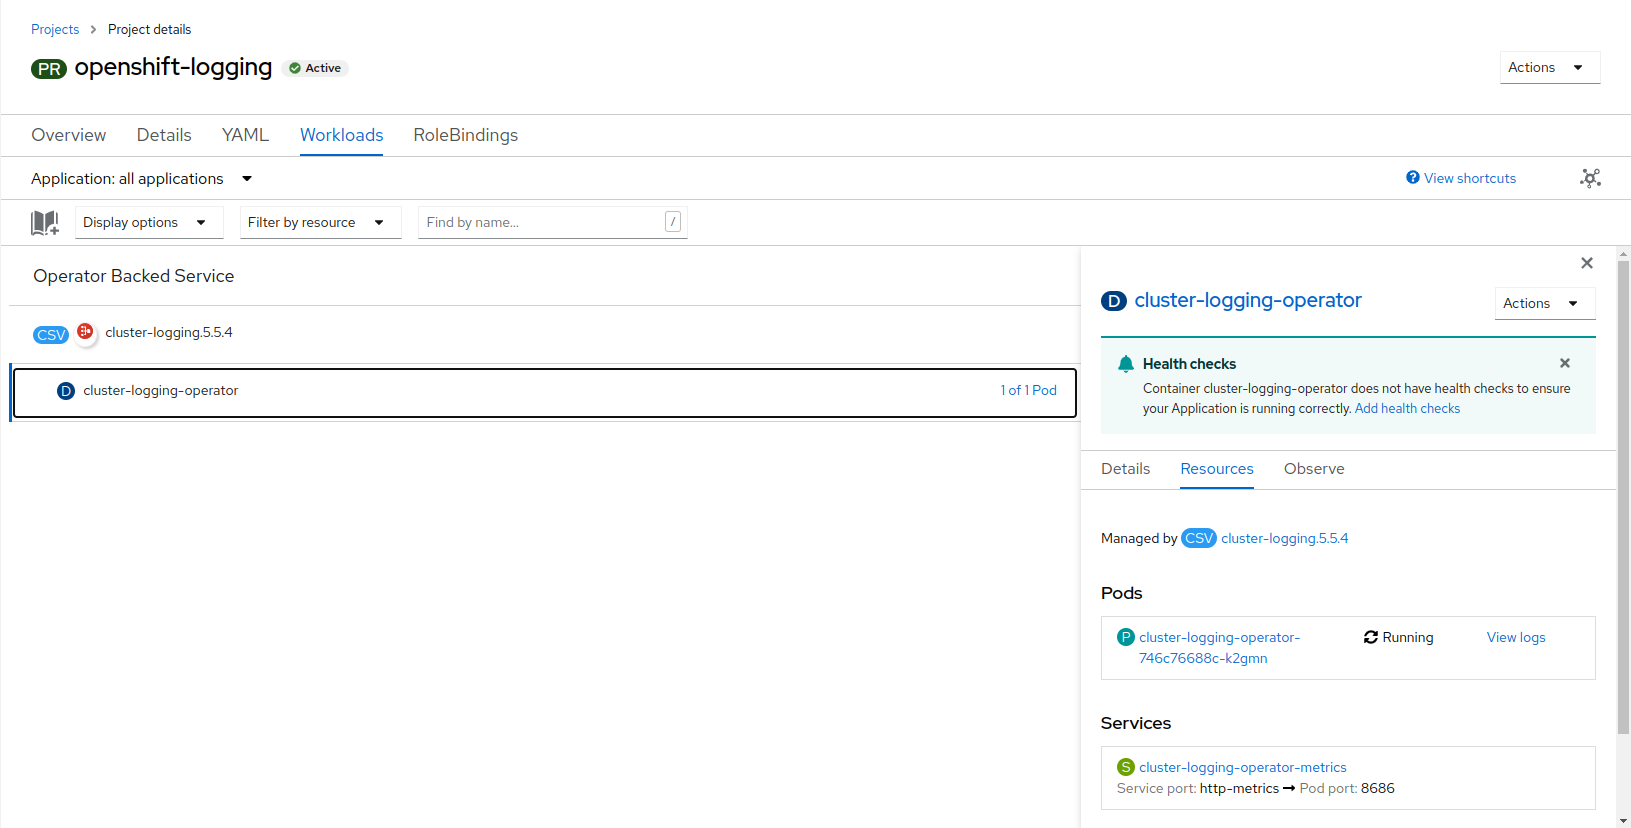 Projects > Project details
PR openshift-logging Active
Actions
Overview Details YAML Workloads RoleBindings
Application: all applications
View shortcuts
Display options Filter by resource Find by name... /
Operator Backed Service
CSV cluster-logging.5.5.4
D cluster-logging-operator 1 of 1 Pod
D cluster-logging-operator
Actions
Health checks
Container cluster-logging-operator does not have health checks to ensure
your Application is running correctly. Add health checks
Details Resources Observe
Managed by CSV cluster-logging.5.5.4
Pods
P cluster-logging-operator- Running View logs
746c76688c-k2gmn
Services
S cluster-logging-operator-metrics
Service port: http-metrics → Pod port: 8686